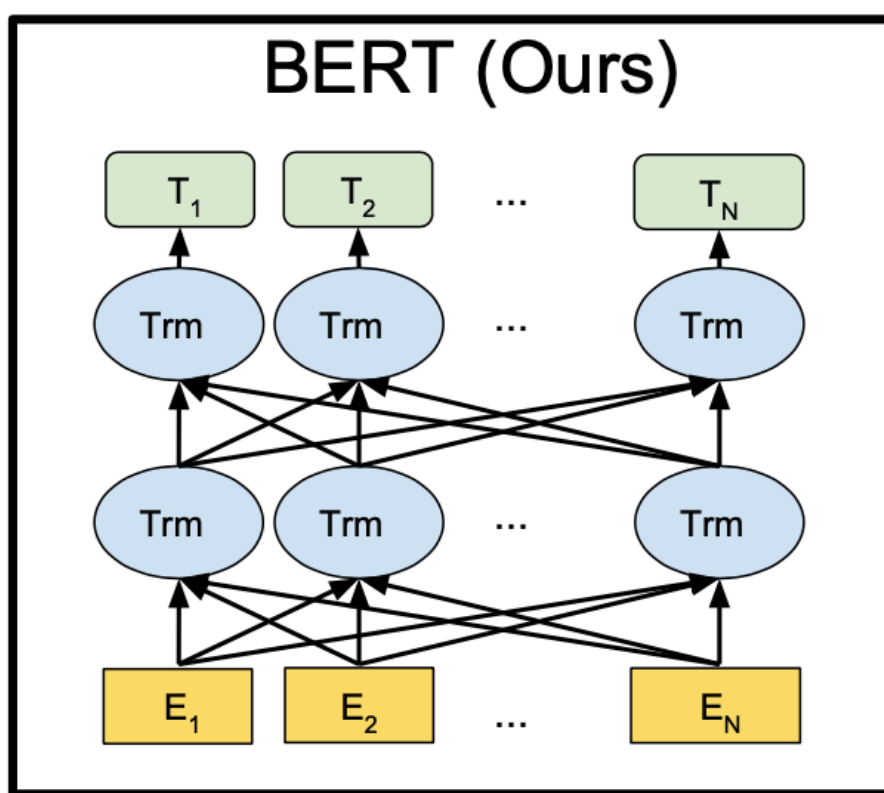 BERT (Ours)
T1 T2 ... TN
Trm Trm ... Trm
Trm Trm ... Trm
E1 E2 ... EN